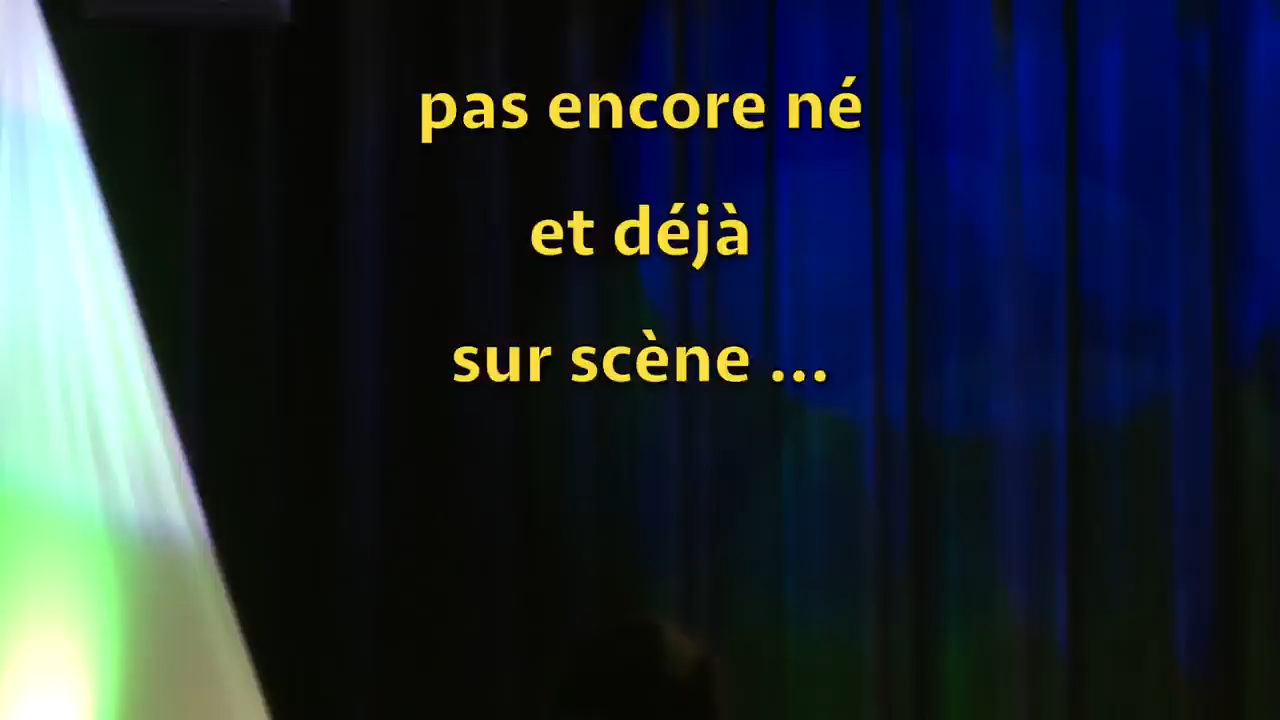 pas encore né
et déjà
sur scène ...